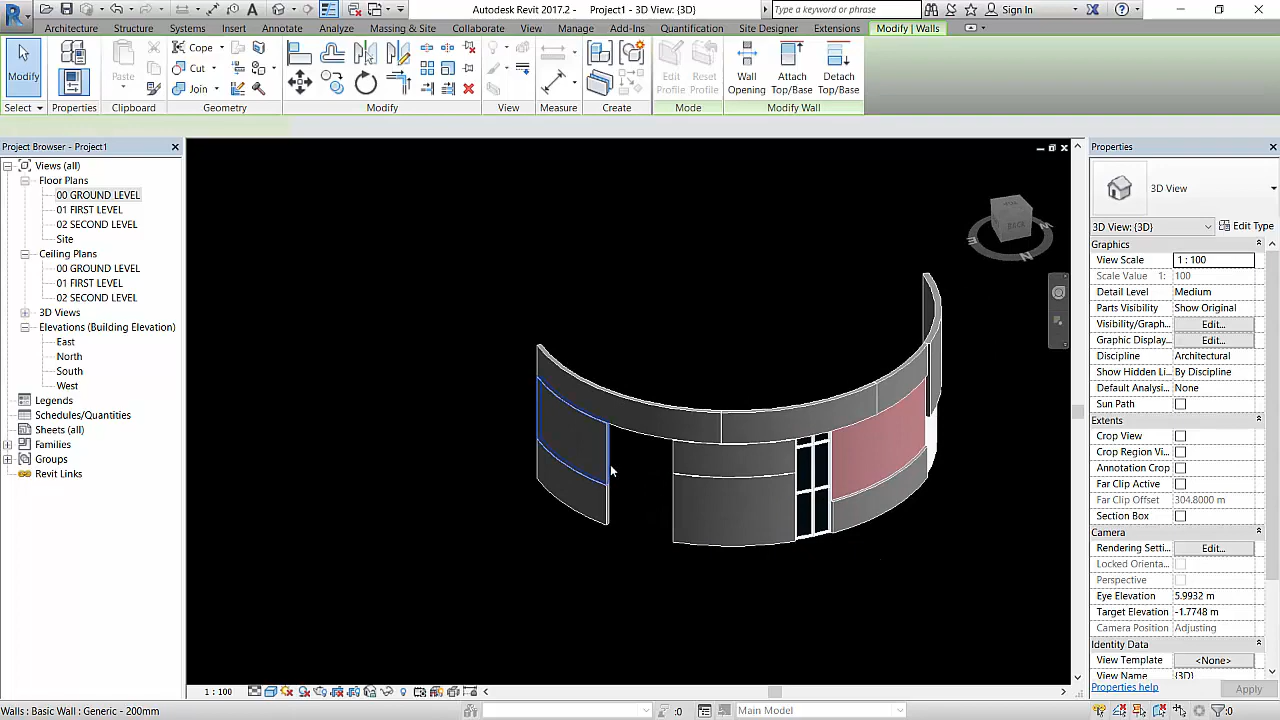 Autodesk Revit 2017.2 - Project1 - 3D View: {3D}
Type a keyword or phrase
Sign In
Architecture Structure Systems Insert Annotate Analyze Massing & Site Collaborate View Manage Add-Ins Quantification Site Designer Extensions Modify | Walls
Modify
Paste
Cope
Cut
Join
Edit Profile
Reset Profile
Wall Opening
Attach Top/Base
Detach Top/Base
Select Properties Clipboard Geometry Modify View Measure Create Mode Modify Wall
Project Browser - Project1
Views (all)
Floor Plans
00 GROUND LEVEL
01 FIRST LEVEL
02 SECOND LEVEL
Site
Ceiling Plans
00 GROUND LEVEL
01 FIRST LEVEL
02 SECOND LEVEL
3D Views
Elevations (Building Elevation)
East
North
South
West
Legends
Schedules/Quantities
Sheets (all)
Families
Groups
Revit Links
BACK
N
E
Properties
3D View
3D View: {3D}
Edit Type
Graphics
View Scale 1 : 100
Scale Value 1: 100
Detail Level Medium
Parts Visibility Show Original
Visibility/Graph... Edit...
Graphic Display... Edit...
Discipline Architectural
Show Hidden Li... By Discipline
Default Analysi... None
Sun Path
Extents
Crop View
Crop Region Vi...
Annotation Crop
Far Clip Active
Far Clip Offset 304.8000 m
Section Box
Camera
Rendering Setti... Edit...
Locked Orienta...
Perspective
Eye Elevation 5.9932 m
Target Elevation -1.7748 m
Camera Position Adjusting
Identity Data
View Template <None>
View Name {3D}
Properties help
Apply
1 : 100
Walls : Basic Wall : Generic - 200mm
:0
Main Model
:0